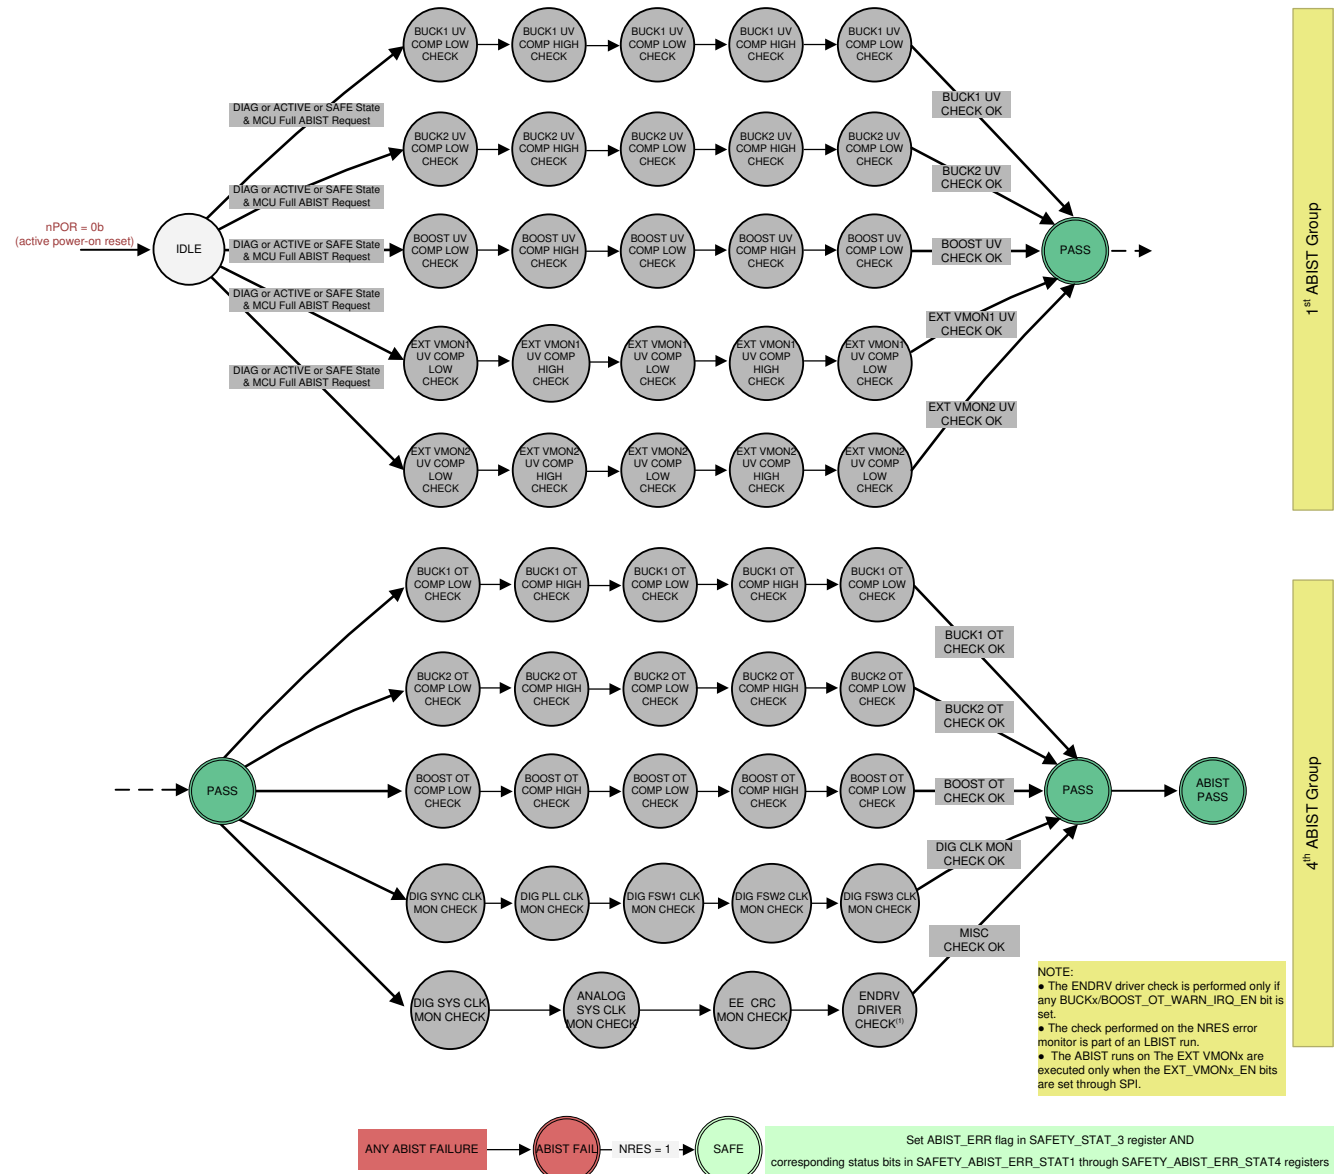 BUCK1 UV
COMP LOW
CHECK
BUCK1 UV
COMP HIGH
CHECK
BUCK1 UV
COMP LOW
CHECK
BUCK1 UV
COMP HIGH
CHECK
BUCK1 UV
COMP LOW
CHECK
DIAG or ACTIVE or SAFE State
& MCU Full ABIST Request
BUCK1 UV
CHECK OK
BUCK2 UV
COMP LOW
CHECK
BUCK2 UV
COMP HIGH
CHECK
BUCK2 UV
COMP LOW
CHECK
BUCK2 UV
COMP HIGH
CHECK
BUCK2 UV
COMP LOW
CHECK
DIAG or ACTIVE or SAFE State
& MCU Full ABIST Request
BUCK2 UV
CHECK OK
nPOR = 0b
(active power-on reset)
IDLE
DIAG or ACTIVE or SAFE State
& MCU Full ABIST Request
BOOST UV
COMP LOW
CHECK
BOOST UV
COMP HIGH
CHECK
BOOST UV
COMP LOW
CHECK
BOOST UV
COMP HIGH
CHECK
BOOST UV
COMP LOW
CHECK
BOOST UV
CHECK OK
PASS
1st ABIST Group
DIAG or ACTIVE or SAFE State
& MCU Full ABIST Request
EXT VMON1
UV COMP
LOW
CHECK
EXT VMON1
UV COMP
HIGH
CHECK
EXT VMON1
UV COMP
LOW
CHECK
EXT VMON1
UV COMP
HIGH
CHECK
EXT VMON1
UV COMP
LOW
CHECK
EXT VMON1 UV
CHECK OK
DIAG or ACTIVE or SAFE State
& MCU Full ABIST Request
EXT VMON2
UV COMP
LOW
CHECK
EXT VMON2
UV COMP
HIGH
CHECK
EXT VMON2
UV COMP
LOW
CHECK
EXT VMON2
UV COMP
HIGH
CHECK
EXT VMON2
UV COMP
LOW
CHECK
EXT VMON2 UV
CHECK OK
BUCK1 OT
COMP LOW
CHECK
BUCK1 OT
COMP HIGH
CHECK
BUCK1 OT
COMP LOW
CHECK
BUCK1 OT
COMP HIGH
CHECK
BUCK1 OT
COMP LOW
CHECK
BUCK1 OT
CHECK OK
BUCK2 OT
COMP LOW
CHECK
BUCK2 OT
COMP HIGH
CHECK
BUCK2 OT
COMP LOW
CHECK
BUCK2 OT
COMP HIGH
CHECK
BUCK2 OT
COMP LOW
CHECK
BUCK2 OT
CHECK OK
PASS
BOOST OT
COMP LOW
CHECK
BOOST OT
COMP HIGH
CHECK
BOOST OT
COMP LOW
CHECK
BOOST OT
COMP HIGH
CHECK
BOOST OT
COMP LOW
CHECK
BOOST OT
CHECK OK
PASS
ABIST
PASS
4th ABIST Group
DIG SYNC CLK
MON CHECK
DIG PLL CLK
MON CHECK
DIG FSW1 CLK
MON CHECK
DIG FSW2 CLK
MON CHECK
DIG FSW3 CLK
MON CHECK
DIG CLK MON
CHECK OK
DIG SYS CLK
MON CHECK
ANALOG
SYS CLK
MON CHECK
EE CRC
MON CHECK
ENDRV
DRIVER
CHECK(1)
MISC
CHECK OK
NOTE:
● The ENDRV driver check is performed only if
any BUCKx/BOOST_OT_WARN_IRQ_EN bit is
set.
● The check performed on the NRES error
monitor is part of an LBIST run.
● The ABIST runs on The EXT VMONx are
executed only when the EXT_VMONx_EN bits
are set through SPI.
ANY ABIST FAILURE
ABIST FAIL
NRES = 1
SAFE
Set ABIST_ERR flag in SAFETY_STAT_3 register AND
corresponding status bits in SAFETY_ABIST_ERR_STAT1 through SAFETY_ABIST_ERR_STAT4 registers